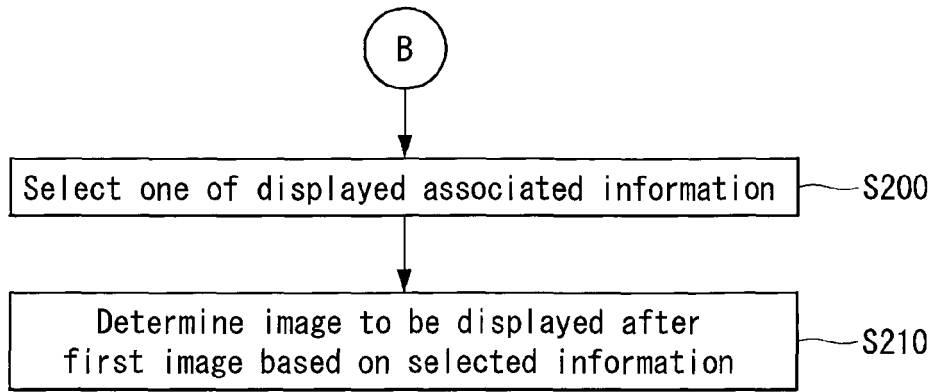 B
Select one of displayed associated information
S200
Determine image to be displayed after
first image based on selected information
S210